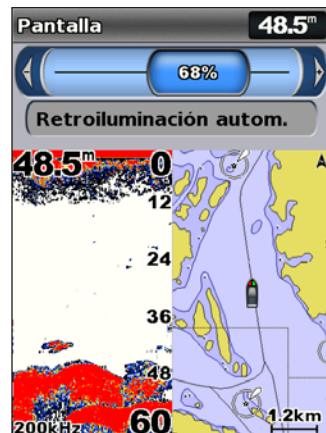 Pantalla 48.5m
68%
Retroiluminación autom.
48.5m 0
12
24
36
48
200kHz 60
1.2km